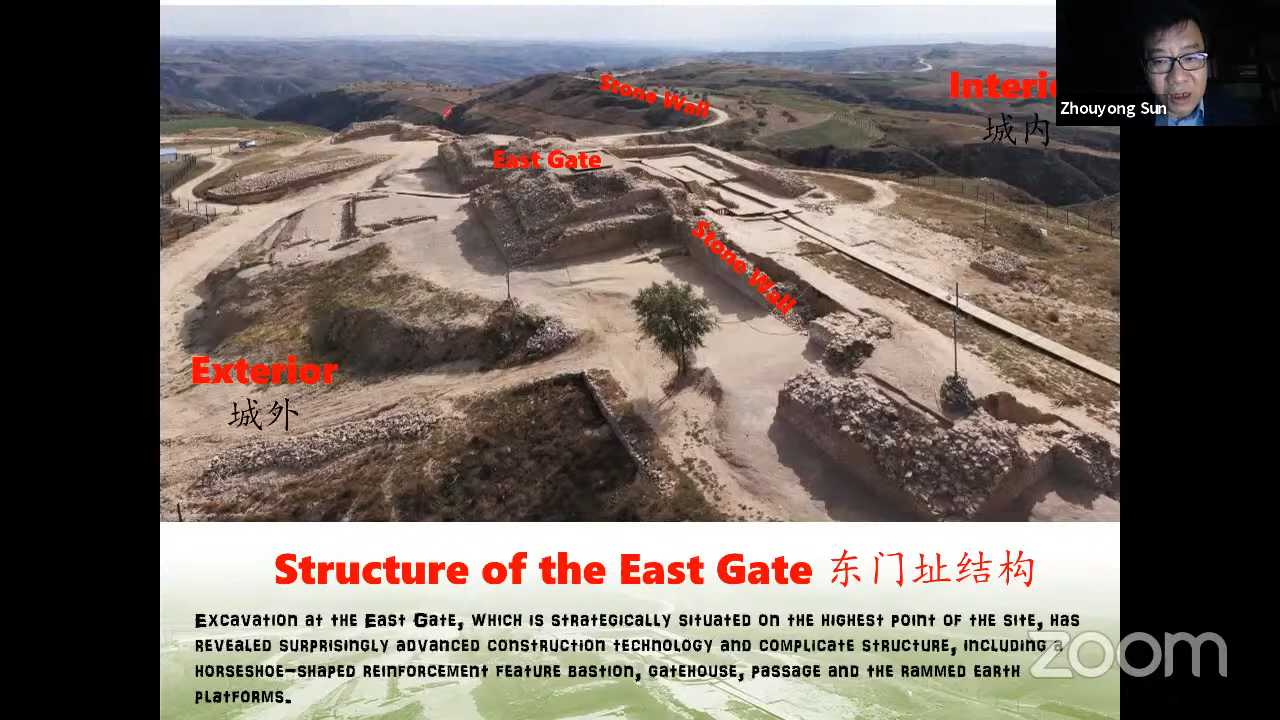 Stone Wall
Interi
城内
Zhouyong Sun
East Gate
Stone Wall
Exterior
城外
Structure of the East Gate 东门址结构
Excavation at the East Gate, which is strategically situated on the highest point of the site, has
revealed surprisingly advanced construction technology and complicate structure, including a
horseshoe-shaped reinforcement feature bastion, gatehouse, passage and the rammed earth
platforms.
zoom